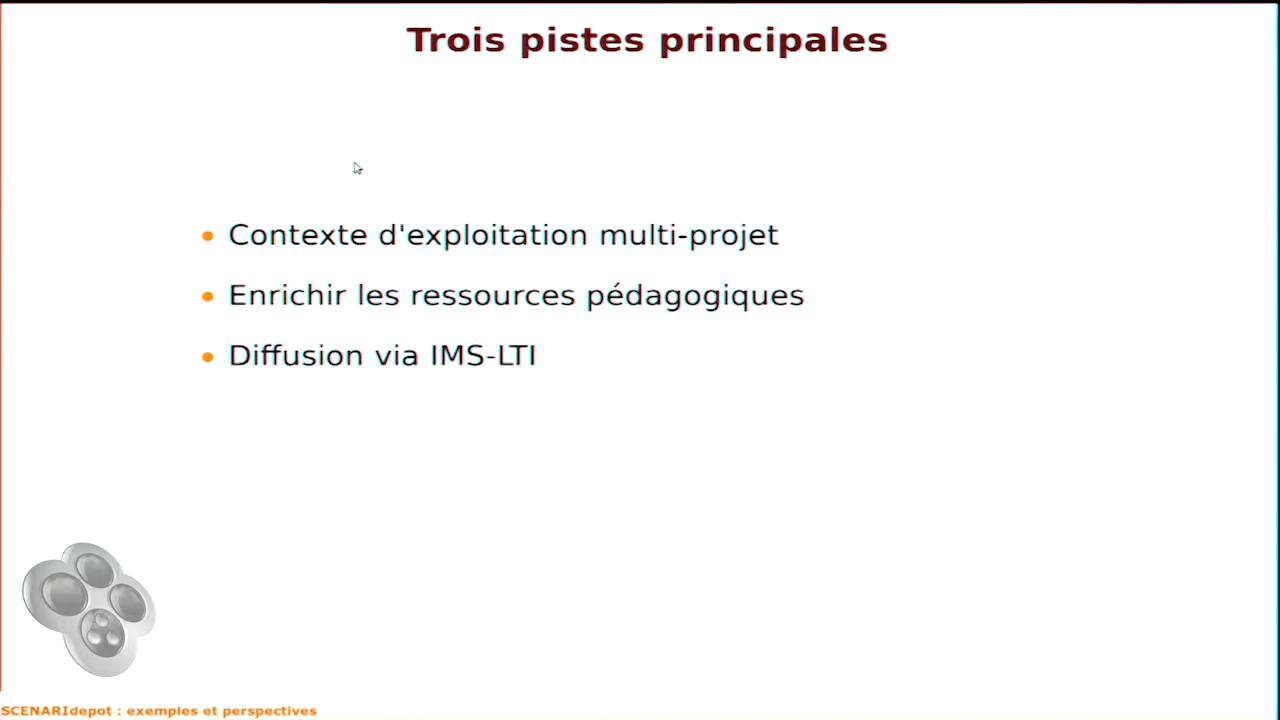 Trois pistes principales
Contexte d'exploitation multi-projet
Enrichir les ressources pédagogiques
Diffusion via IMS-LTI
SCENARIdepot : exemples et perspectives